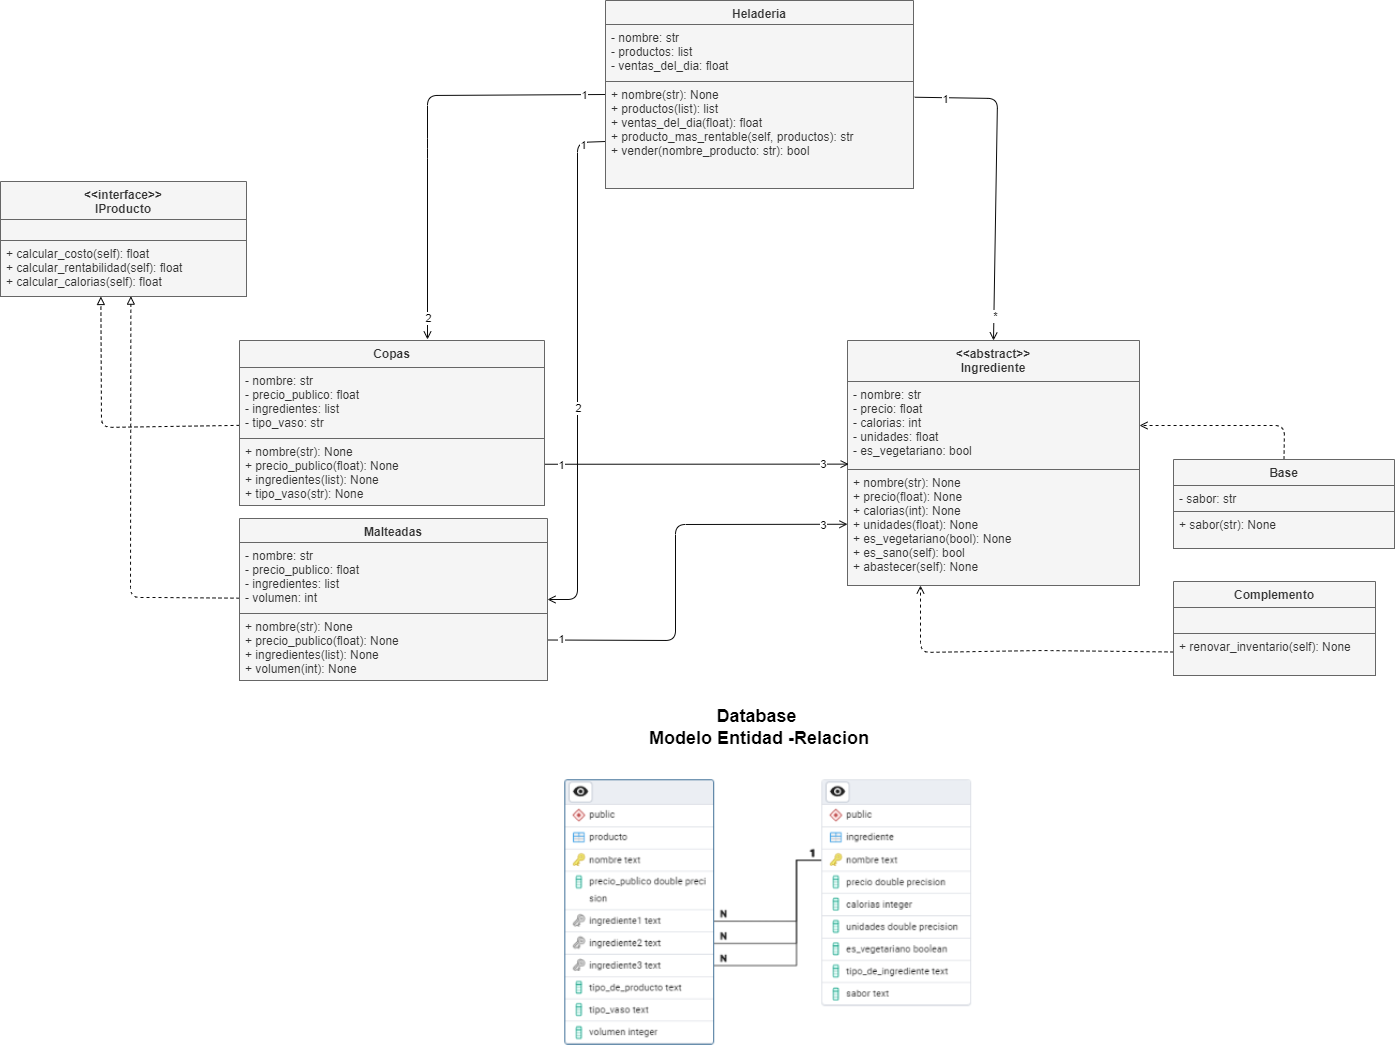 Heladeria
- nombre: str
- productos: list
- ventas_del_dia: float
+ nombre(str): None
+ productos(list): list
+ ventas_del_dia(float): float
+ producto_mas_rentable(self, productos): str
+ vender(nombre_producto: str): bool
1
1
1
<<interface>>
IProducto
+ calcular_costo(self): float
+ calcular_rentabilidad(self): float
+ calcular_calorias(self): float
2
*
2
Copas
- nombre: str
- precio_publico: float
- ingredientes: list
- tipo_vaso: str
+ nombre(str): None
+ precio_publico(float): None
+ ingredientes(list): None
+ tipo_vaso(str): None
1
3
<<abstract>>
Ingrediente
- nombre: str
- precio: float
- calorias: int
- unidades: float
- es_vegetariano: bool
+ nombre(str): None
+ precio(float): None
+ calorias(int): None
+ unidades(float): None
+ es_vegetariano(bool): None
+ es_sano(self): bool
+ abastecer(self): None
Base
- sabor: str
+ sabor(str): None
Malteadas
- nombre: str
- precio_publico: float
- ingredientes: list
- volumen: int
+ nombre(str): None
+ precio_publico(float): None
+ ingredientes(list): None
+ volumen(int): None
1
3
Complemento
+ renovar_inventario(self): None
Database
Modelo Entidad -Relacion
public
producto
nombre text
precio_publico double preci
sion
ingrediente1 text
ingrediente2 text
ingrediente3 text
tipo_de_producto text
tipo_vaso text
volumen integer
N
N
N
1
public
ingrediente
nombre text
precio double precision
calorias integer
unidades double precision
es_vegetariano boolean
tipo_de_ingrediente text
sabor text